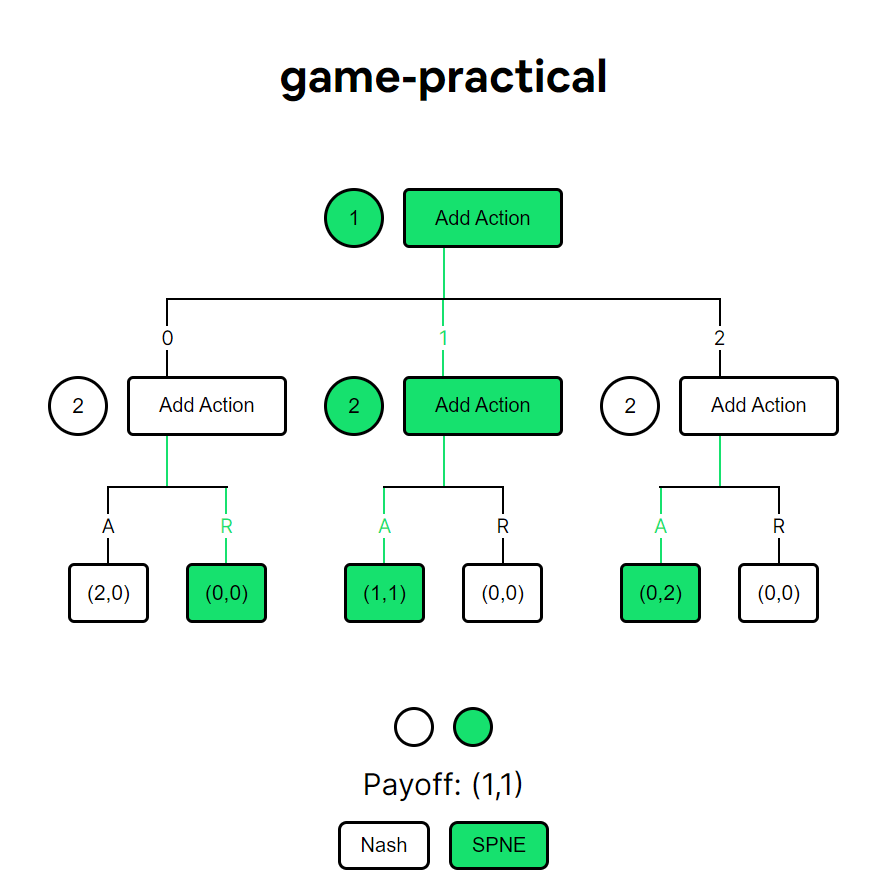 game-practical
1 Add Action
0 1 2
2 Add Action 2 Add Action 2 Add Action
A R A R A R
(2,0) (0,0) (1,1) (0,0) (0,2) (0,0)
Payoff: (1,1)
Nash SPNE